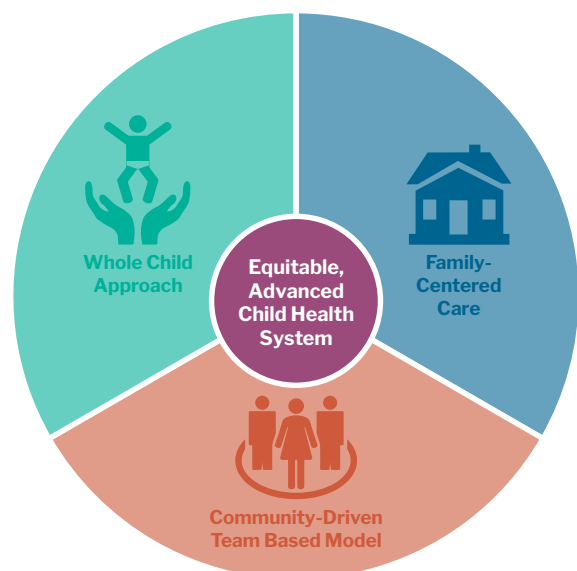 Whole Child
Approach
Equitable,
Advanced
Child Health
System
Family-
Centered
Care
Community-Driven
Team Based Model